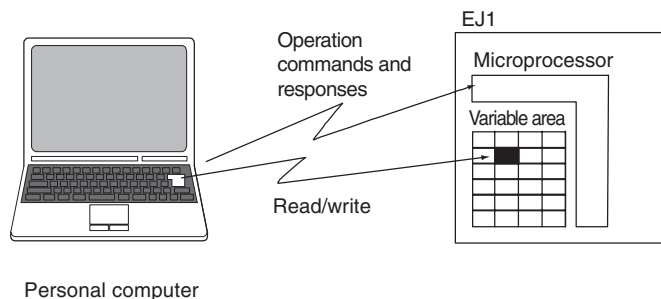 EJ1
Operation
commands and
responses
Microprocessor
Variable area
Read/write
Personal computer